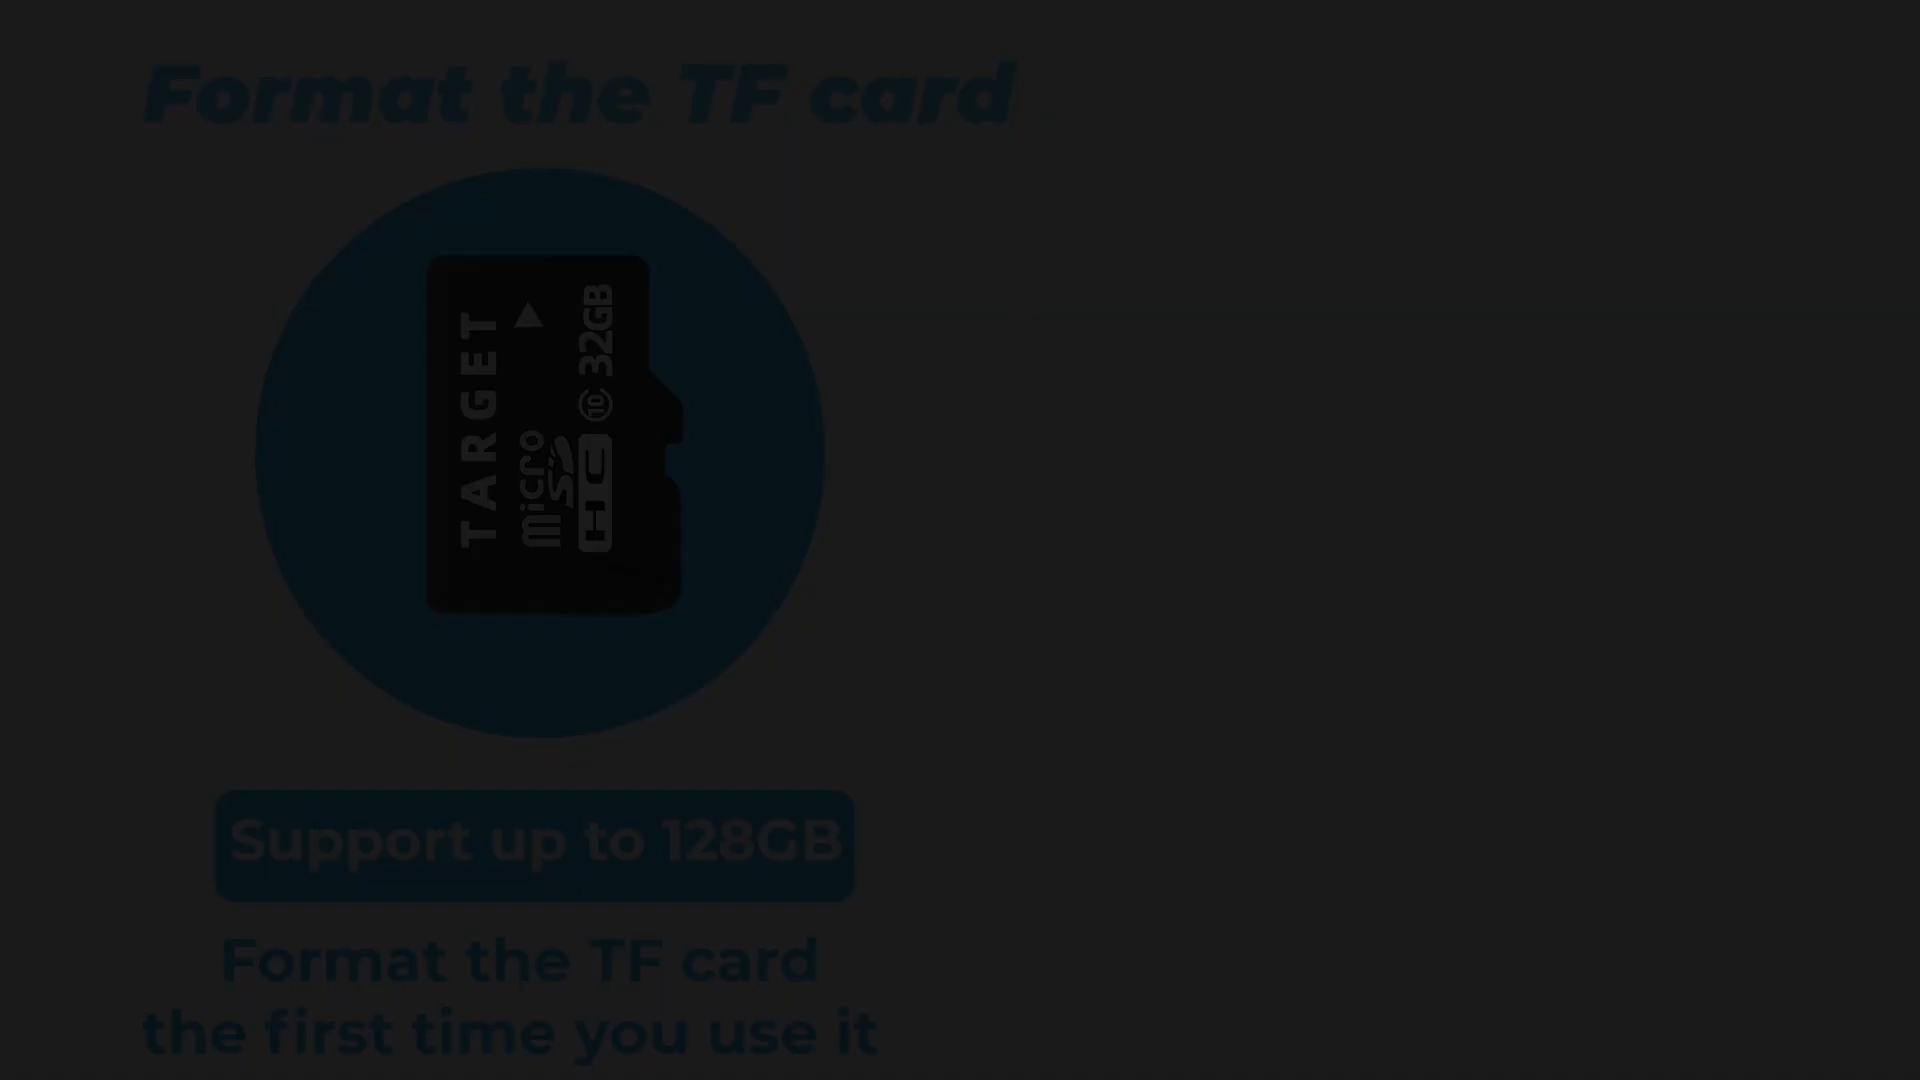 Format the TF card
TARGET
micro SD
HC 10 32GB
Support up to 128GB
Format the TF card
the first time you use it